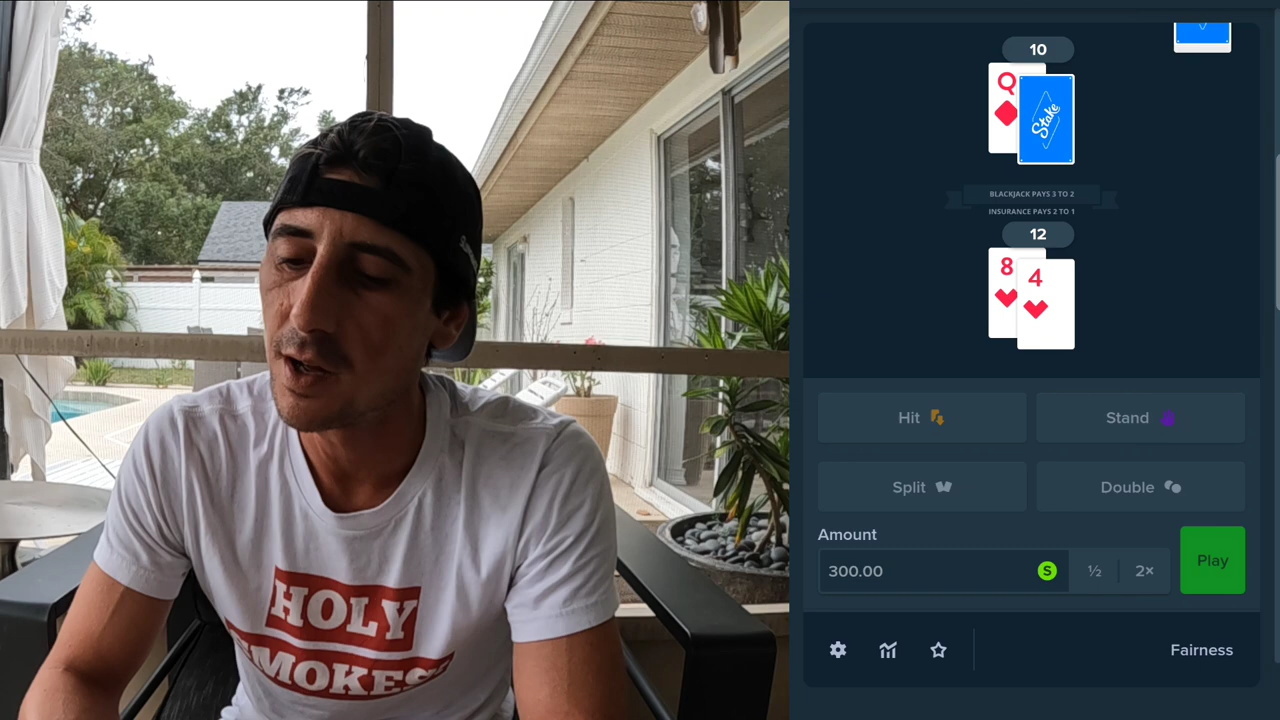 HOLY
SMOKES
10
Q
Stake
BLACKJACK PAYS 3 TO 2
INSURANCE PAYS 2 TO 1
12
8
4
Hit
Stand
Split
Double
Amount
300.00
S
½
2×
Play
Fairness